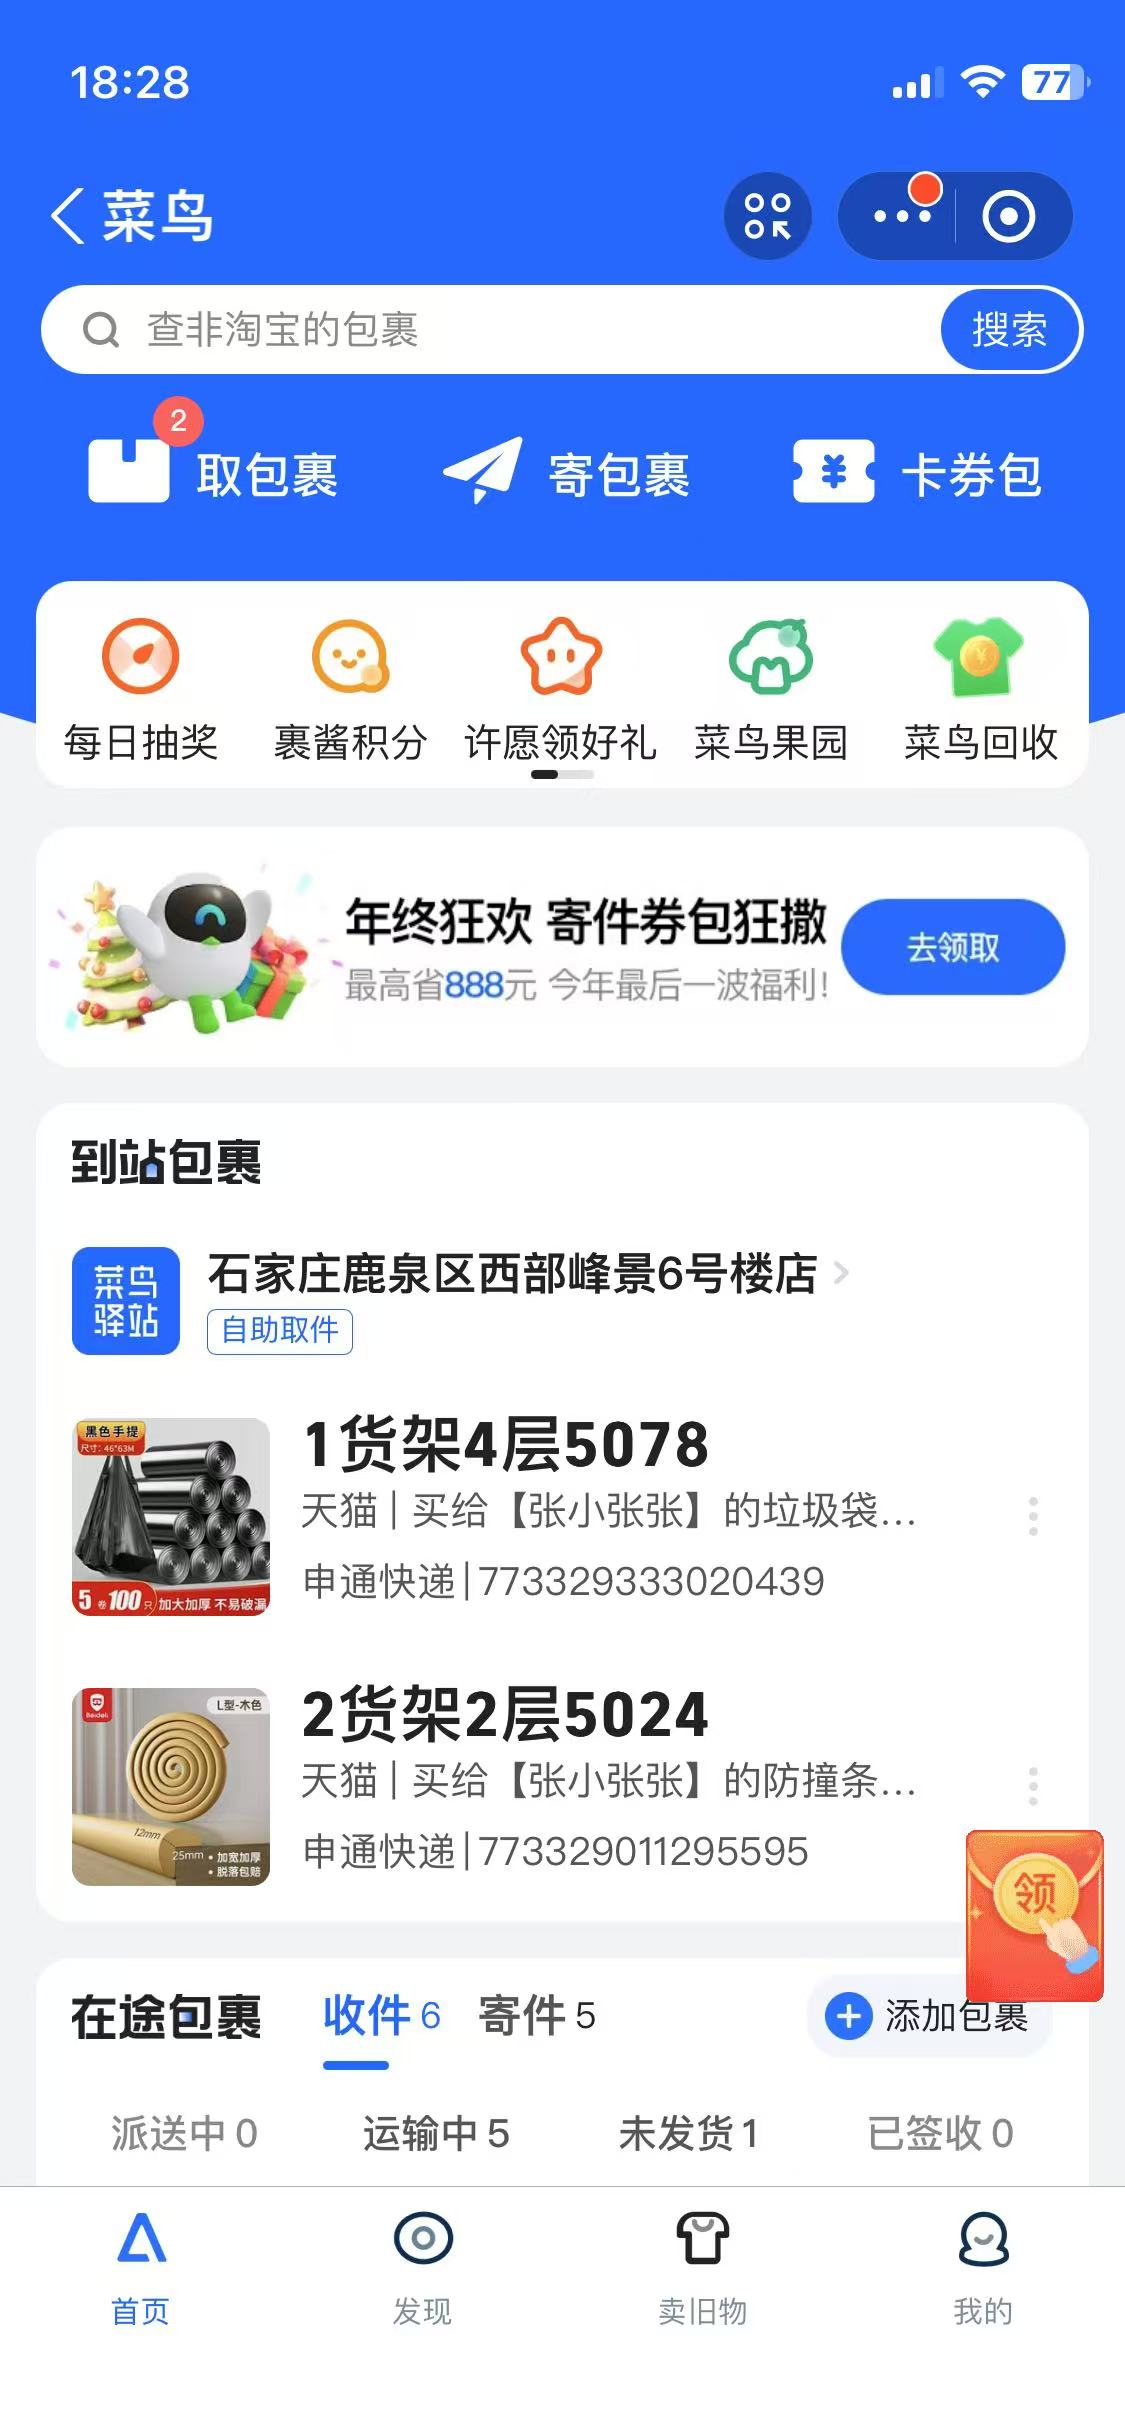 18:28
77
菜鸟
查非淘宝的包裹
搜索
2
取包裹
寄包裹
卡券包
每日抽奖
裹酱积分
许愿领好礼
菜鸟果园
菜鸟回收
年终狂欢 寄件券包狂撒
最高省888元 今年最后一波福利!
去领取
到站包裹
菜鸟
驿站
石家庄鹿泉区西部峰景6号楼店
自助取件
黑色手提
尺寸:46*63M
5卷100只 加大加厚 不易破漏
1货架4层5078
天猫 | 买给【张小张张】的垃圾袋...
申通快递|773329333020439
Beideli
L型-木色
12mm
25mm
• 加宽加厚
• 脱落包赔
2货架2层5024
天猫 | 买给【张小张张】的防撞条...
申通快递|773329011295595
领
在途包裹
收件 6
寄件 5
添加包裹
派送中 0
运输中 5
未发货 1
已签收 0
首页
发现
卖旧物
我的